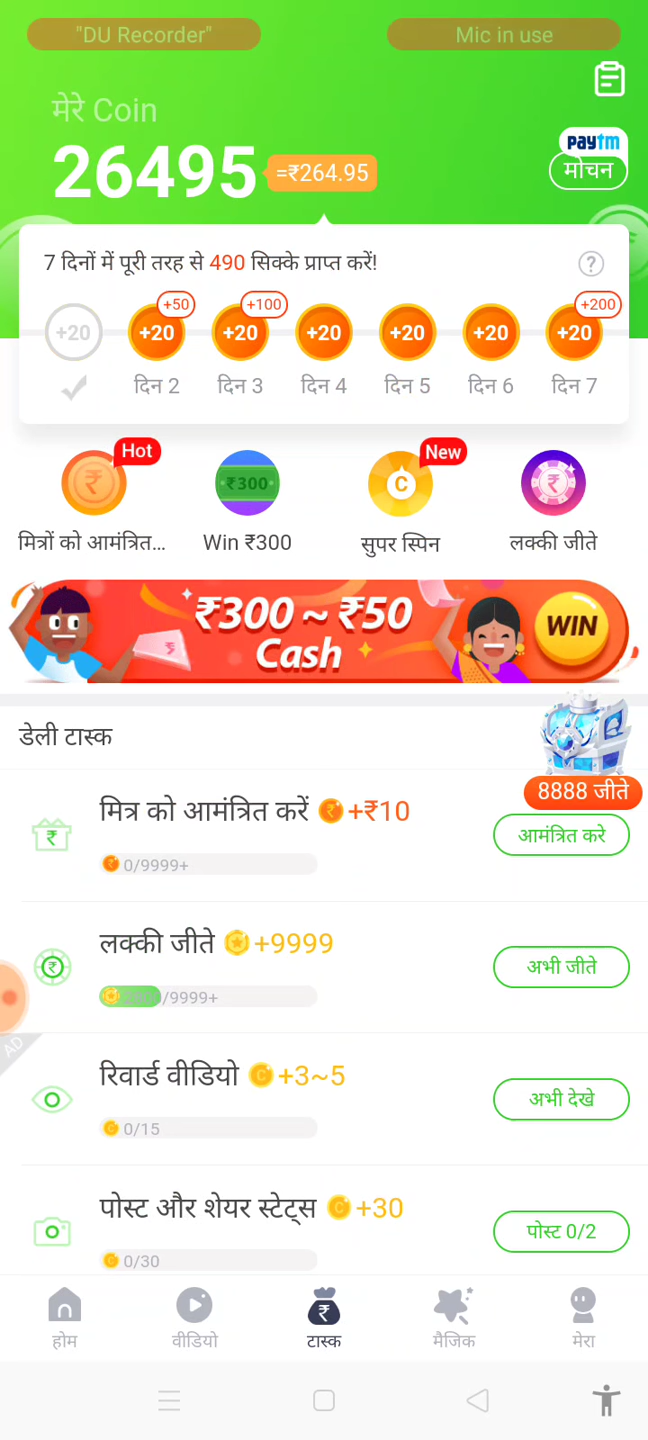 "DU Recorder"
Mic in use
मेरे Coin
26495
=₹264.95
paytm
मोचन
7 दिनों में पूरी तरह से 490 सिक्के प्राप्त करें!
?
+50
+100
+200
+20
+20
+20
+20
+20
+20
+20
दिन 2
दिन 3
दिन 4
दिन 5
दिन 6
दिन 7
Hot
New
₹
₹300
C
₹
मित्रों को आमंत्रित...
Win ₹300
सुपर स्पिन
लक्की जीते
₹300 ~ ₹50
Cash
WIN
डेली टास्क
8888 जीते
मित्र को आमंत्रित करें +₹10
0/9999+
आमंत्रित करे
लक्की जीते +9999
/9999+
अभी जीते
AD
रिवार्ड वीडियो +3~5
0/15
अभी देखे
पोस्ट और शेयर स्टेट्स +30
0/30
पोस्ट 0/2
होम
वीडियो
टास्क
मैजिक
मेरा